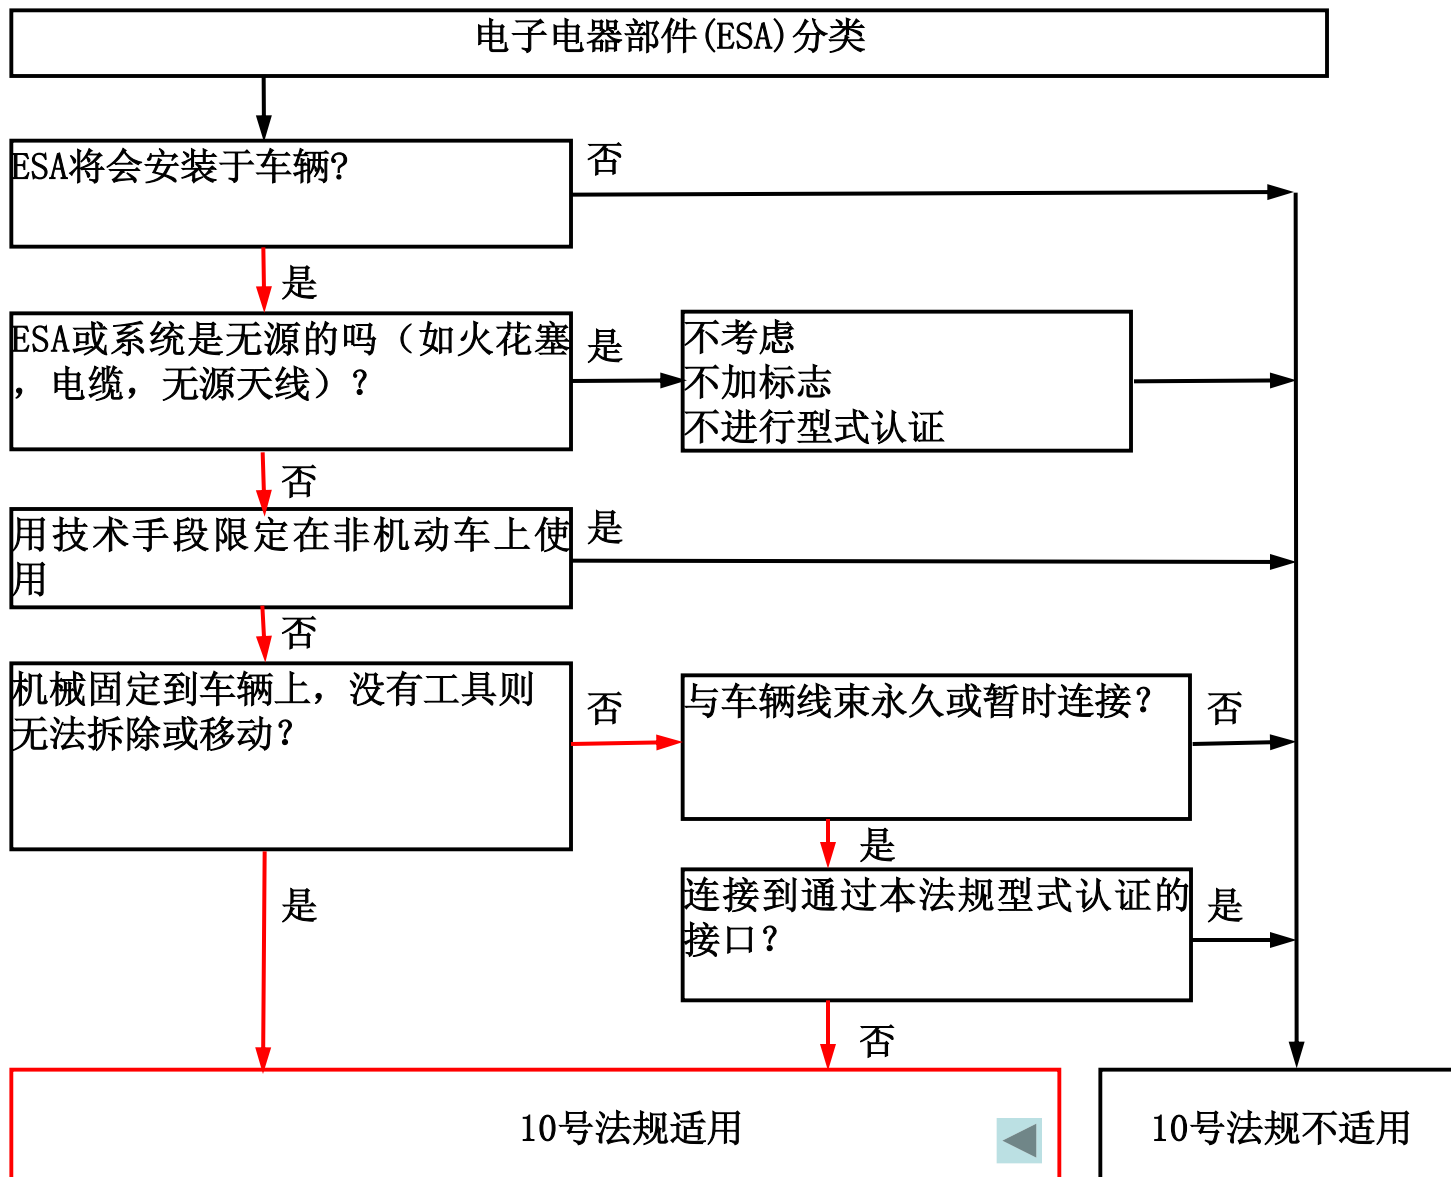 电子电器部件(ESA)分类
ESA将会安装于车辆?
否
是
ESA或系统是无源的吗（如火花塞
，电缆，无源天线）？
是
不考虑
不加标志
不进行型式认证
否
用技术手段限定在非机动车上使
用
是
否
机械固定到车辆上，没有工具则
无法拆除或移动?
否
与车辆线束永久或暂时连接?
否
是
是
连接到通过本法规型式认证的
接口?
是
否
10号法规适用
10号法规不适用